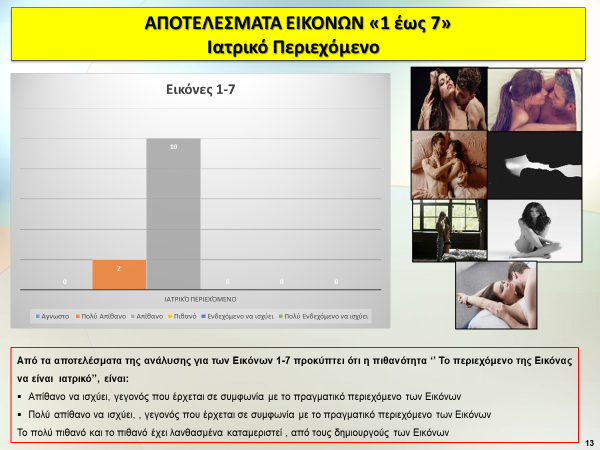 ΑΠΟΤΕΛΕΣΜΑΤΑ ΕΙΚΟΝΩΝ «1 έως 7»
Ιατρικό Περιεχόμενο
Εικόνες 1-7
10
2
0
0
0
0
ΙΑΤΡΙΚΌ ΠΕΡΙΕΧΌΜΕΝΟ
Αγνωστο Πολύ Απίθανο Απίθανο Πιθανό Ενδεχόμενο να ισχύει Πολύ Ενδεχόμενο να ισχύει
Από τα αποτελέσματα της ανάλυσης για των Εικόνων 1-7 προκύπτει ότι η πιθανότητα ‘’ Το περιεχόμενο της Εικόνας
να είναι ιατρικό’’, είναι:
▪ Απίθανο να ισχύει, γεγονός που έρχεται σε συμφωνία με το πραγματικό περιεχόμενο των Εικόνων
▪ Πολύ απίθανο να ισχύει, , γεγονός που έρχεται σε συμφωνία με το πραγματικό περιεχόμενο των Εικόνων
Το πολύ πιθανό και το πιθανό έχει λανθασμένα καταμεριστεί , από τους δημιουργούς των Εικόνων
13